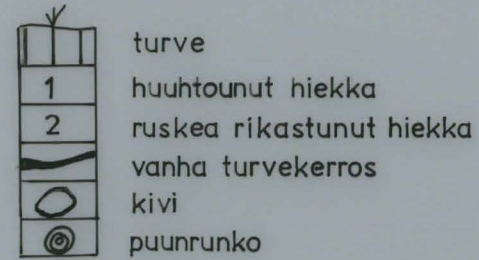 turve
1 huuhtounut hiekka
2 ruskea rikastunut hiekka
vanha turvekerros
kivi
puunrunko